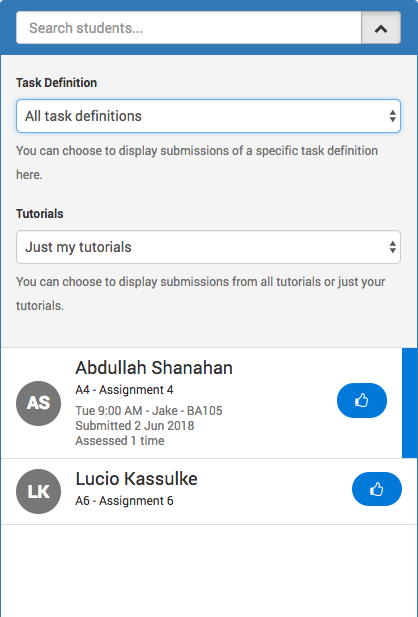 Search students...
Task Definition
All task definitions
You can choose to display submissions of a specific task definition
here.
Tutorials
Just my tutorials
You can choose to display submissions from all tutorials or just your
tutorials.
AS
Abdullah Shanahan
A4 - Assignment 4
Tue 9:00 AM - Jake - BA105
Submitted 2 Jun 2018
Assessed 1 time
LK
Lucio Kassulke
A6 - Assignment 6